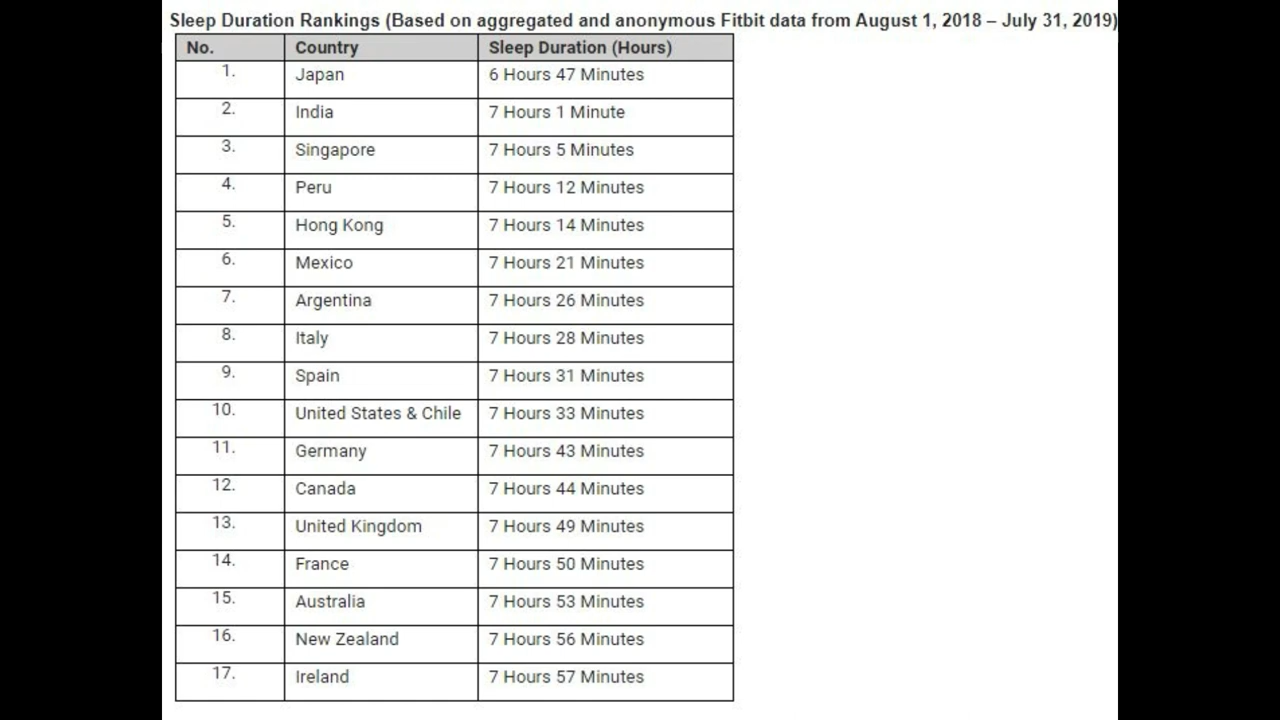 Sleep Duration Rankings (Based on aggregated and anonymous Fitbit data from August 1, 2018 – July 31, 2019)
No. Country Sleep Duration (Hours)
1. Japan 6 Hours 47 Minutes
2. India 7 Hours 1 Minute
3. Singapore 7 Hours 5 Minutes
4. Peru 7 Hours 12 Minutes
5. Hong Kong 7 Hours 14 Minutes
6. Mexico 7 Hours 21 Minutes
7. Argentina 7 Hours 26 Minutes
8. Italy 7 Hours 28 Minutes
9. Spain 7 Hours 31 Minutes
10. United States & Chile 7 Hours 33 Minutes
11. Germany 7 Hours 43 Minutes
12. Canada 7 Hours 44 Minutes
13. United Kingdom 7 Hours 49 Minutes
14. France 7 Hours 50 Minutes
15. Australia 7 Hours 53 Minutes
16. New Zealand 7 Hours 56 Minutes
17. Ireland 7 Hours 57 Minutes